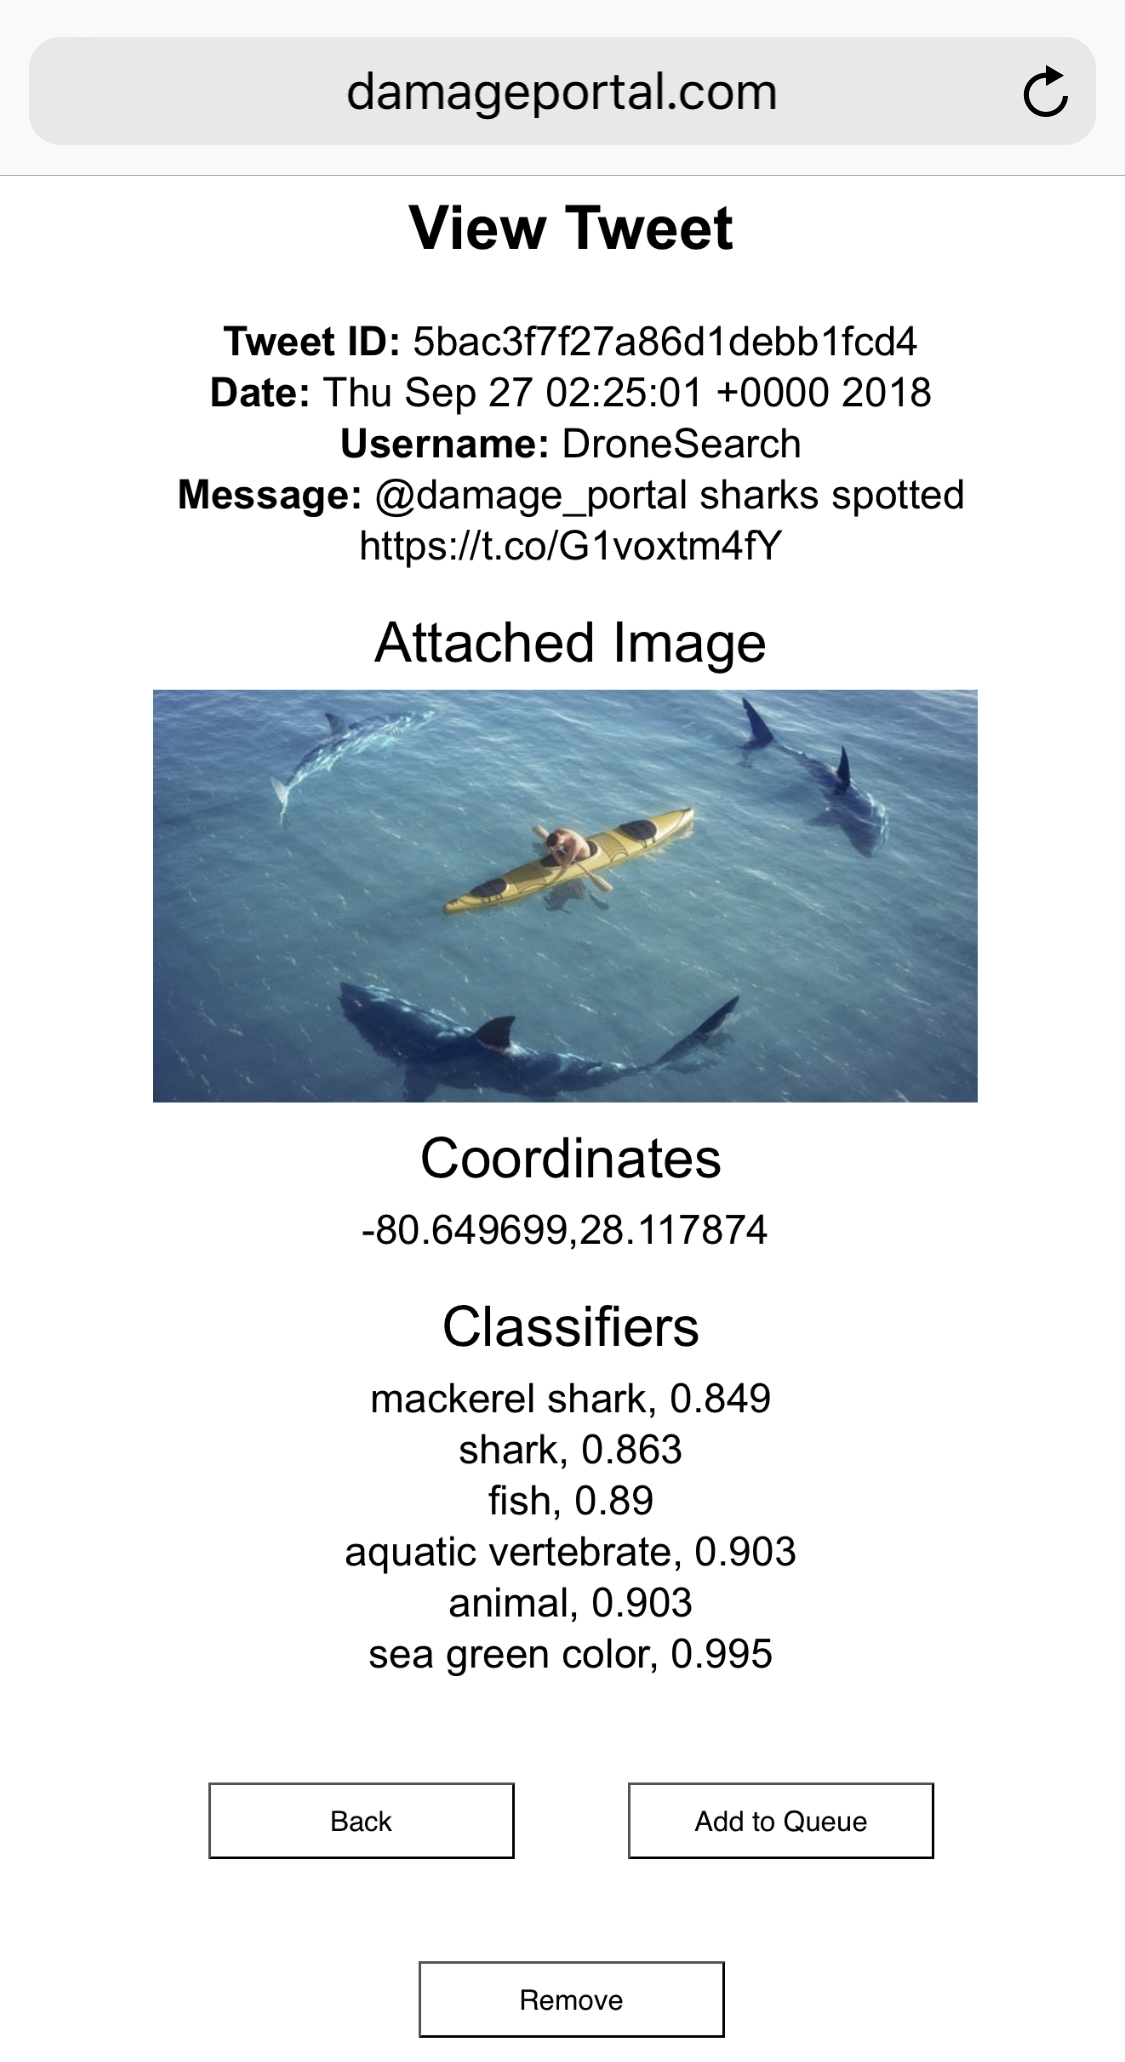 damageportal.com
View Tweet
Tweet ID: 5bac3f7f27a86d1debb1fcd4
Date: Thu Sep 27 02:25:01 +0000 2018
Username: DroneSearch
Message: @damage_portal sharks spotted
https://t.co/G1voxtm4fY
Attached Image
Coordinates
-80.649699,28.117874
Classifiers
mackerel shark, 0.849
shark, 0.863
fish, 0.89
aquatic vertebrate, 0.903
animal, 0.903
sea green color, 0.995
Back
Add to Queue
Remove